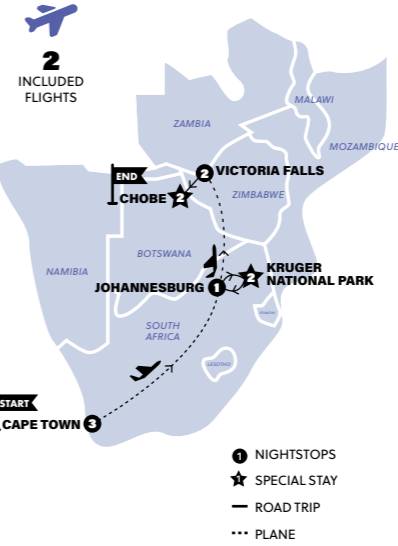 2
INCLUDED
FLIGHTS
MALAWI
ZAMBIA
MOZAMBIQUE
2 VICTORIA FALLS
END
CHOBE 2
ZIMBABWE
BOTSWANA
NAMIBIA
2 KRUGER
NATIONAL PARK
JOHANNESBURG 1
SOUTH
AFRICA
LESOTHO
START
CAPE TOWN 3
1 NIGHTSTOPS
1 SPECIAL STAY
ROAD TRIP
PLANE